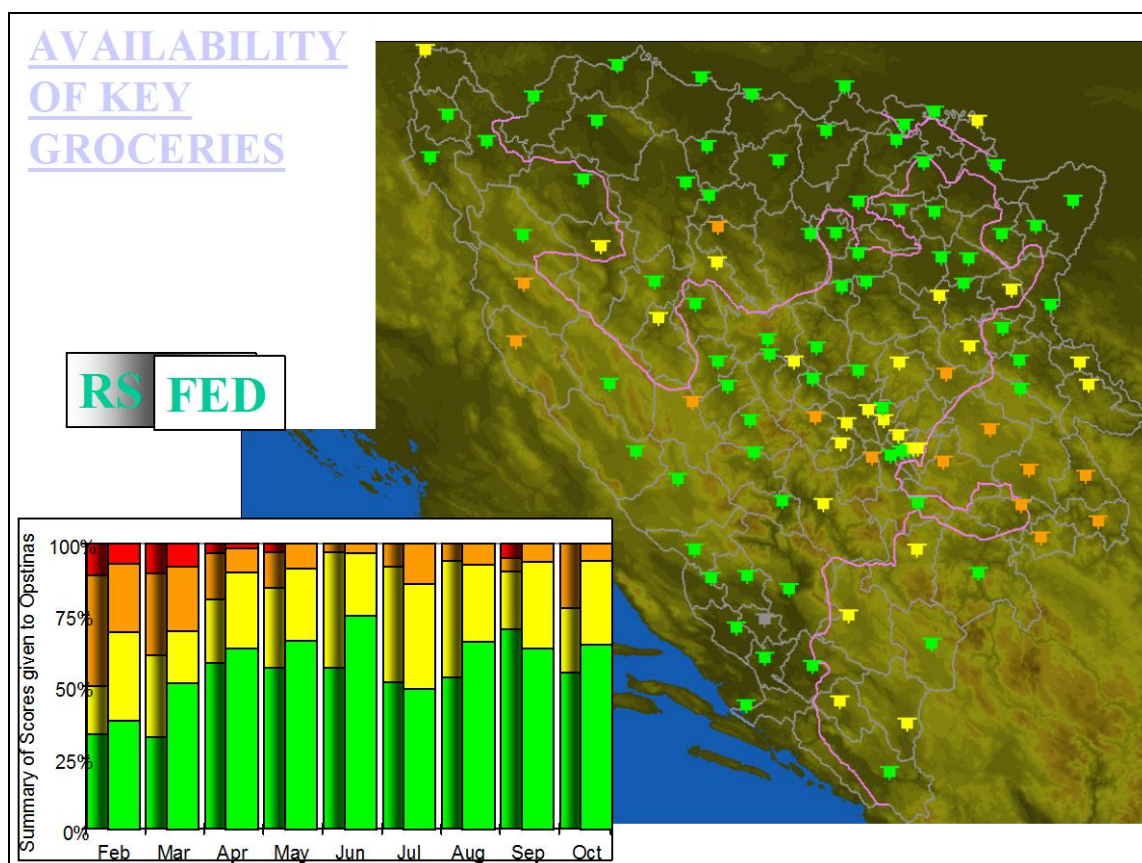 AVAILABILITY
OF KEY
GROCERIES
RS FED
Summary of Scores given to Opstinas
100%
75%
50%
25%
0%
Feb Mar Apr May Jun Jul Aug Sep Oct